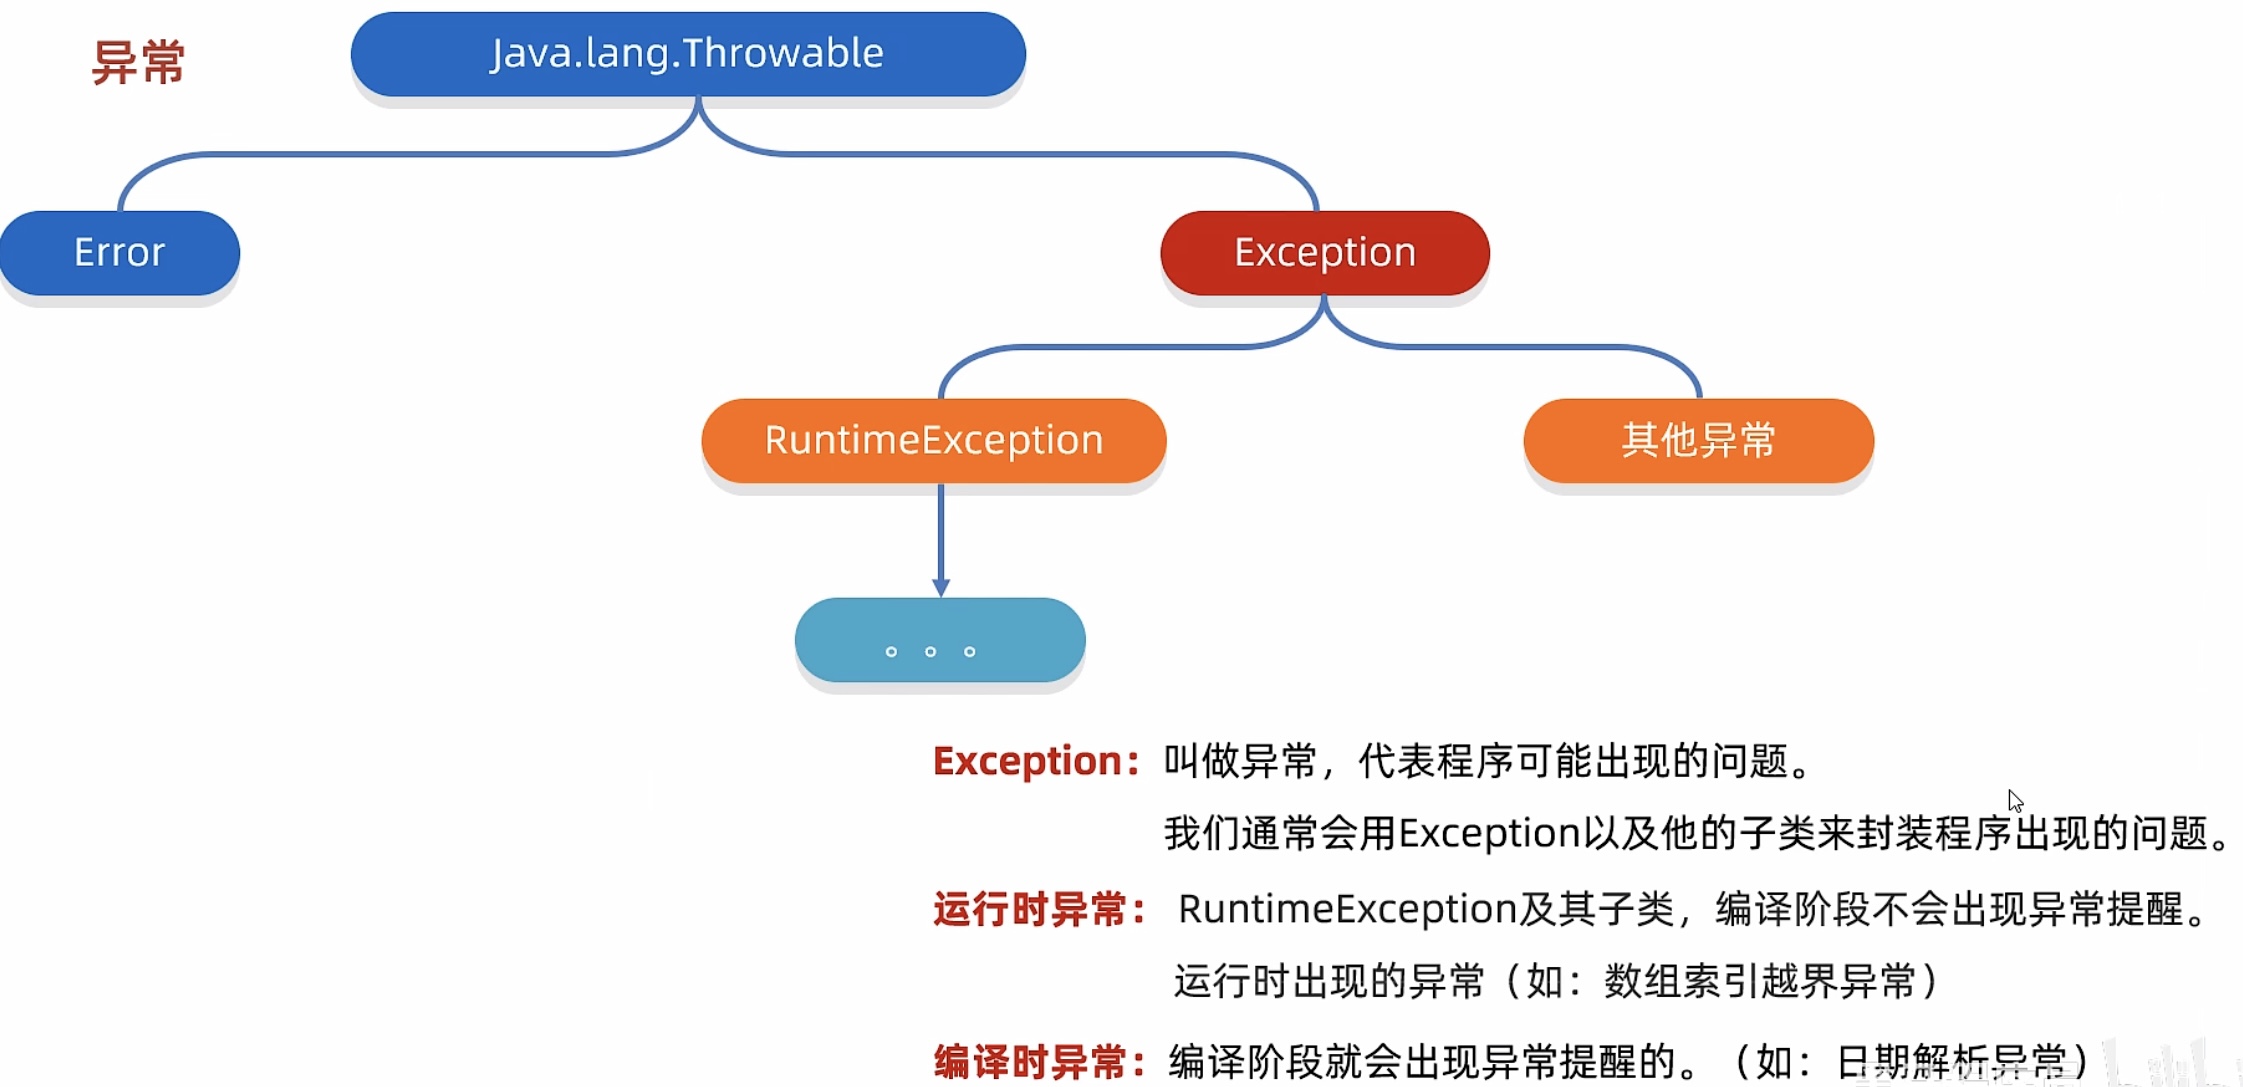 异常
Java.lang.Throwable
Error
Exception
RuntimeException
其他异常
。。。
Exception：叫做异常，代表程序可能出现的问题。
我们通常会用Exception以及他的子类来封装程序出现的问题。
运行时异常：RuntimeException及其子类，编译阶段不会出现异常提醒。
运行时出现的异常（如：数组索引越界异常）
编译时异常：编译阶段就会出现异常提醒的。（如：日期解析异常）